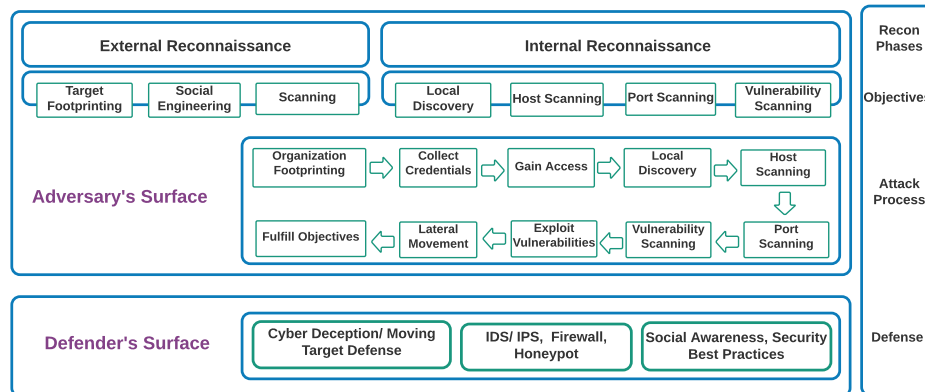 External Reconnaissance
Internal Reconnaissance
Recon
Phases
Target
Footprinting
Social
Engineering
Scanning
Local
Discovery
Host Scanning
Port Scanning
Vulnerability
Scanning
Objectives
Adversary's Surface
Organization
Footprinting
Collect
Credentials
Gain Access
Local
Discovery
Host
Scanning
Attack
Process
Fulfill Objectives
Lateral
Movement
Exploit
Vulnerabilities
Vulnerability
Scanning
Port
Scanning
Defender's Surface
Cyber Deception/ Moving
Target Defense
IDS/ IPS, Firewall,
Honeypot
Social Awareness, Security
Best Practices
Defense